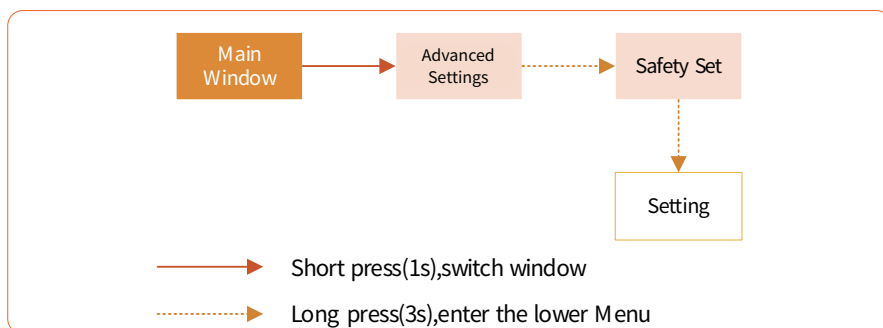 Main
Window
Advanced
Settings
Safety Set
Setting
Short press(1s),switch window
Long press(3s),enter the lower Menu